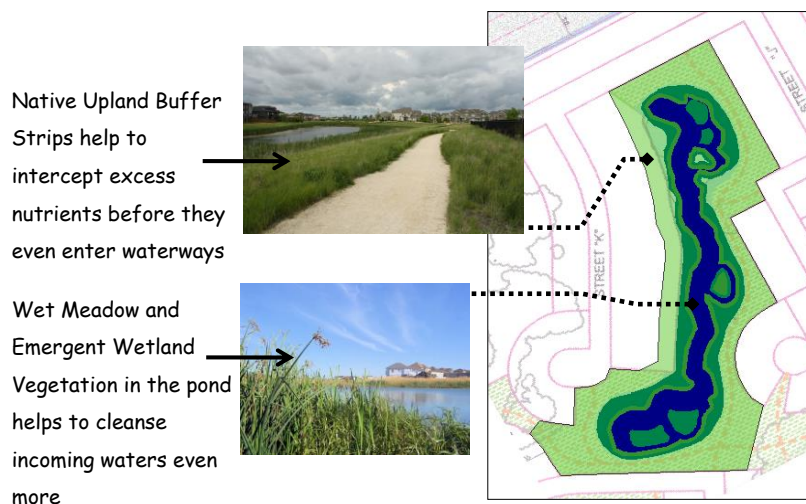 Native Upland Buffer
Strips help to
intercept excess
nutrients before they
even enter waterways
Wet Meadow and
Emergent Wetland
Vegetation in the pond
helps to cleanse
incoming waters even
more
STREET "J"
STREET "K"